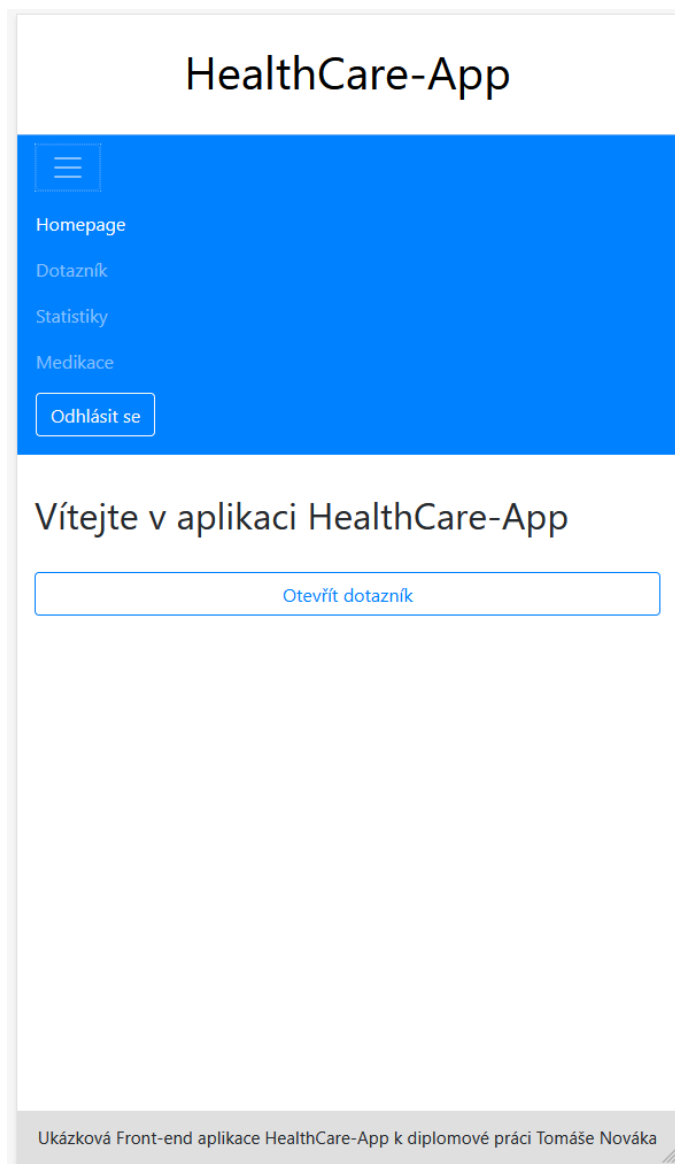 HealthCare-App
Homepage
Dotazník
Statistiky
Medikace
Odhlásit se
Vítejte v aplikaci HealthCare-App
Otevřít dotazník
Ukázková Front-end aplikace HealthCare-App k diplomové práci Tomáše Nováka